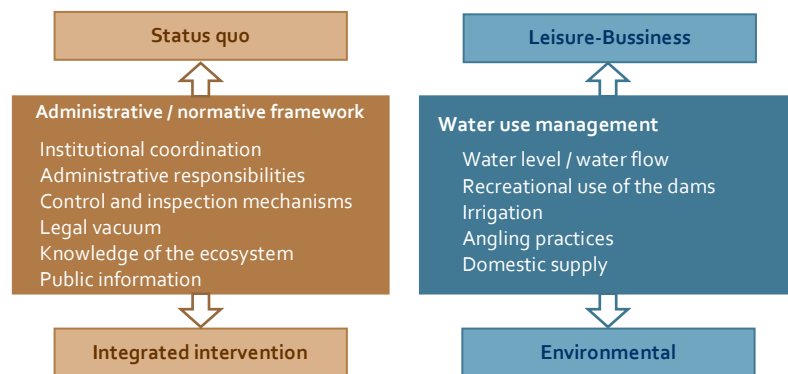 Status quo
Administrative / normative framework
Institutional coordination
Administrative responsibilities
Control and inspection mechanisms
Legal vacuum
Knowledge of the ecosystem
Public information
Integrated intervention
Leisure-Bussiness
Water use management
Water level / water flow
Recreational use of the dams
Irrigation
Angling practices
Domestic supply
Environmental